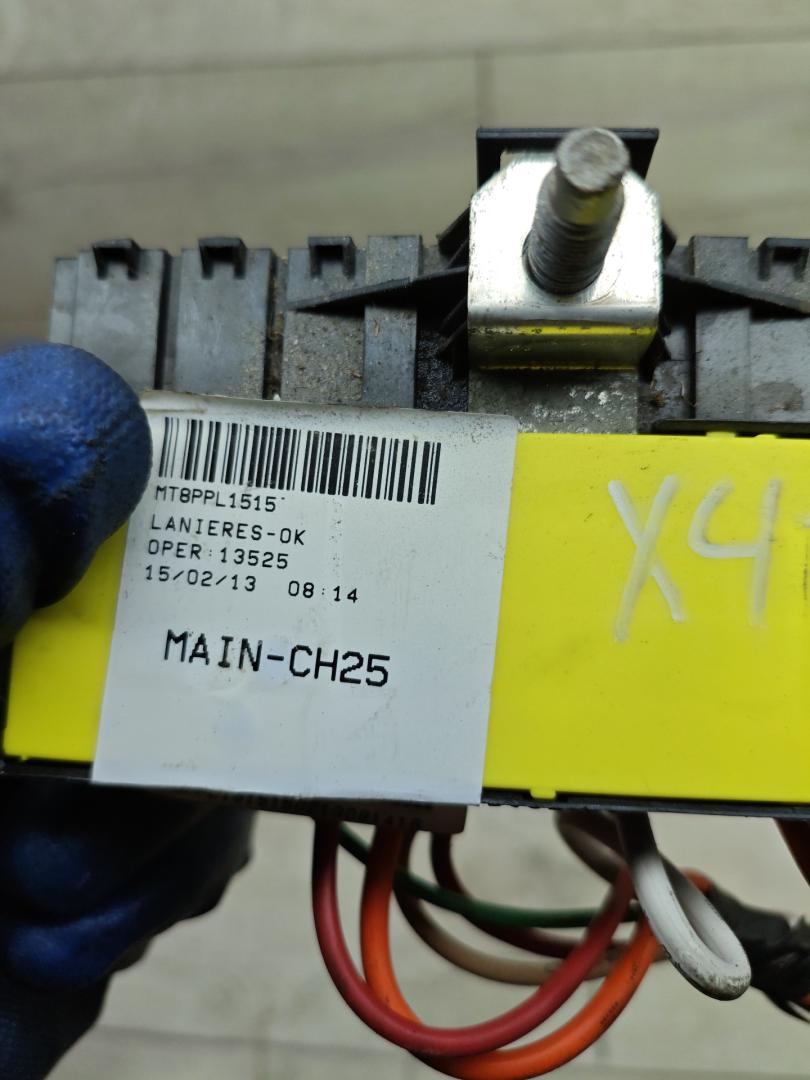 MT8PPL1515
LANIERES-OK
OPER:13525
15/02/13 08:14
MAIN-CH25
X4